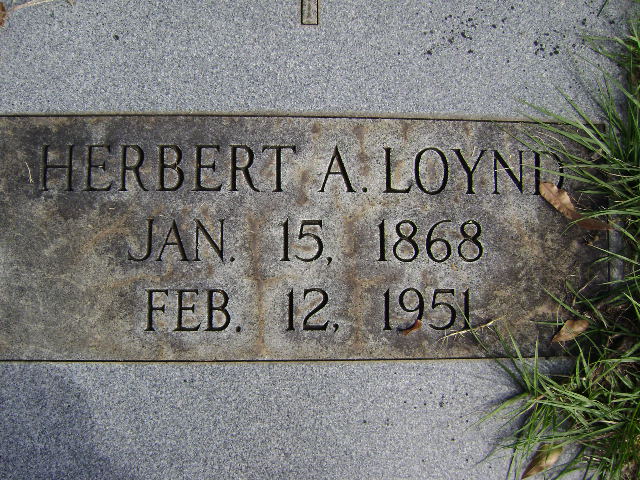 HERBERT A. LOYND
JAN. 15, 1868
FEB. 12, 1951